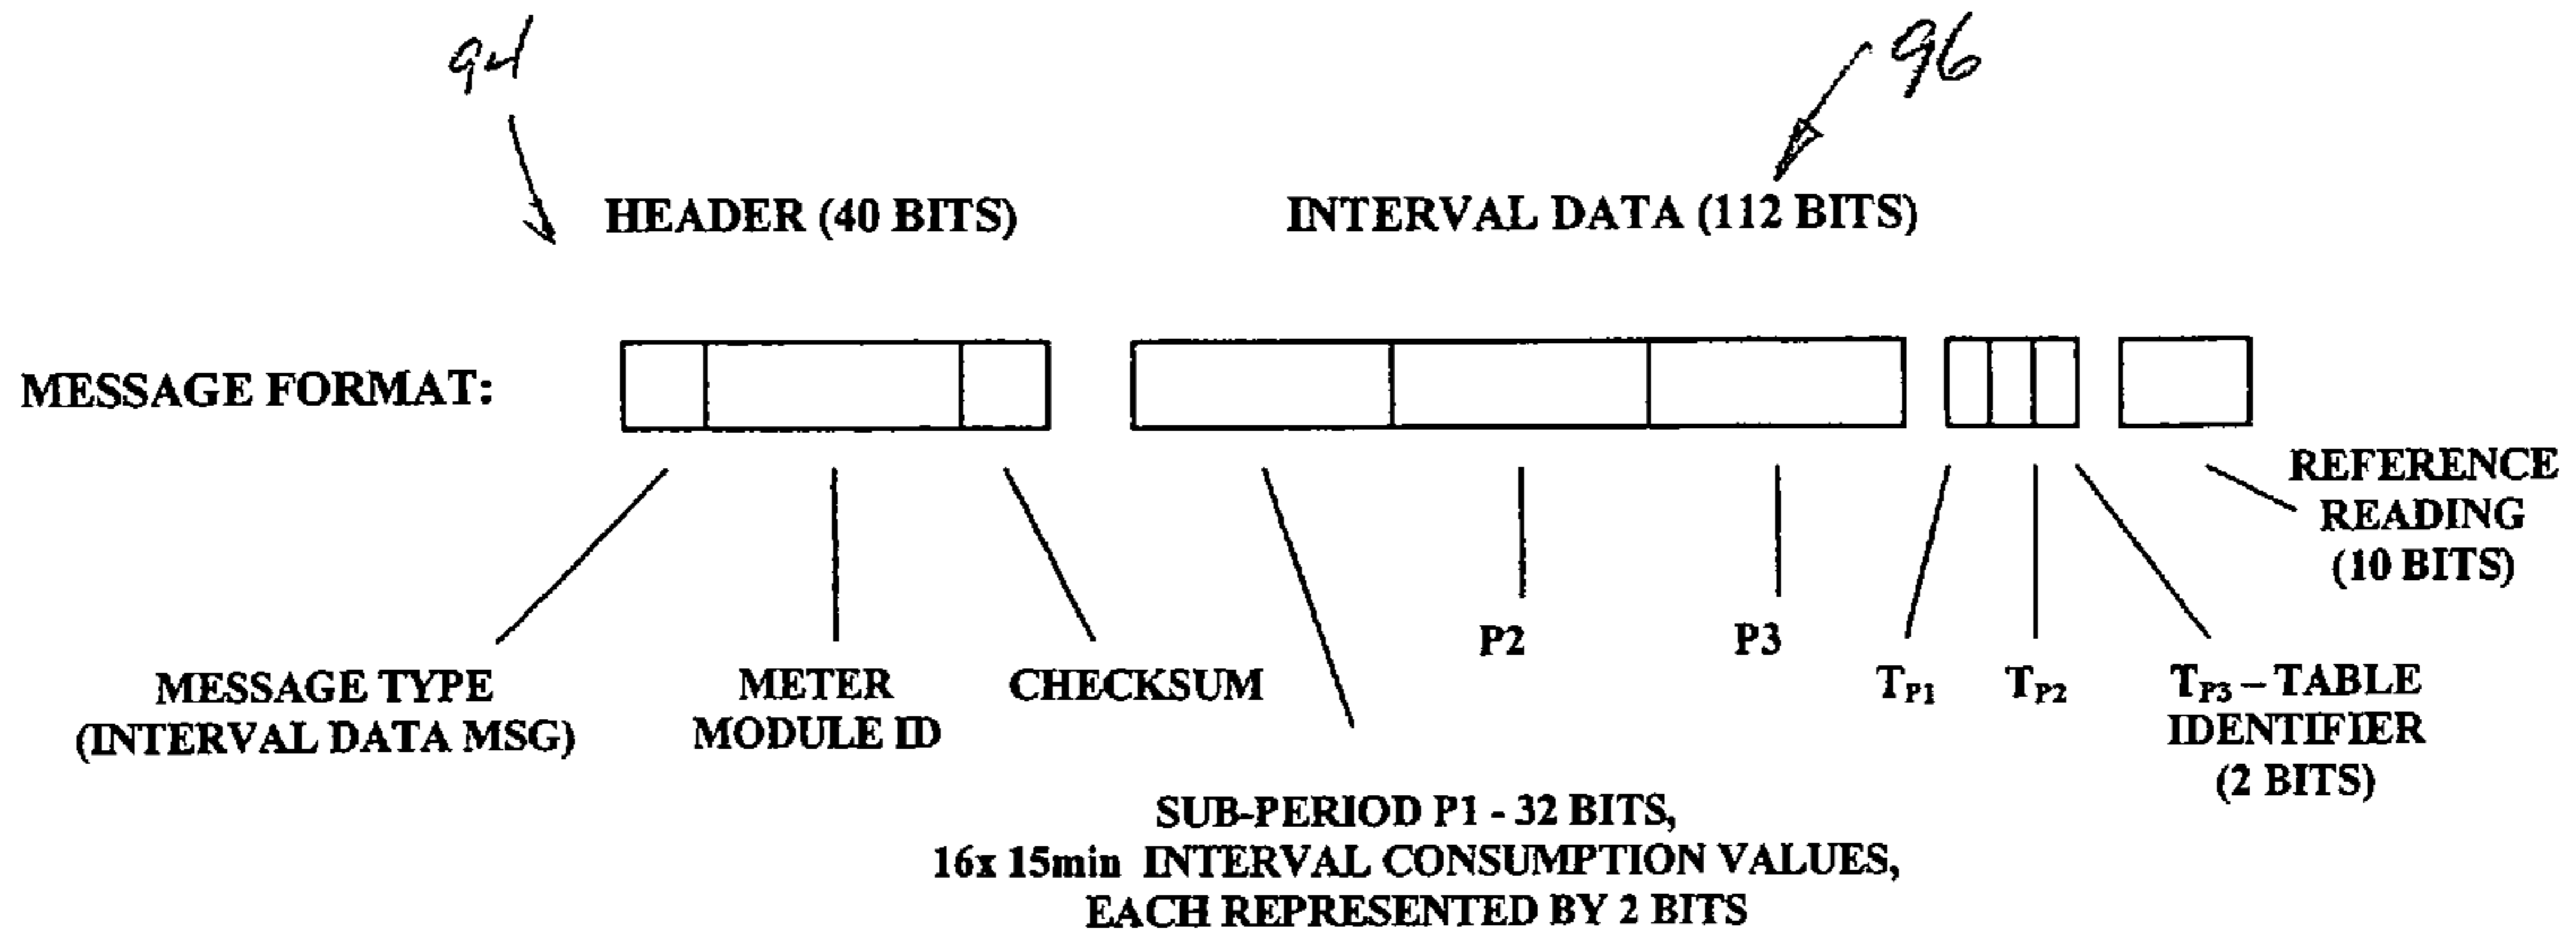 94
96
HEADER (40 BITS)
INTERVAL DATA (112 BITS)
MESSAGE FORMAT:
REFERENCE
READING
(10 BITS)
P2
P3
MESSAGE TYPE
(INTERVAL DATA MSG)
METER
MODULE ID
CHECKSUM
TP1
TP2
TP3 – TABLE
IDENTIFIER
(2 BITS)
SUB-PERIOD P1 - 32 BITS,
16x 15min INTERVAL CONSUMPTION VALUES,
EACH REPRESENTED BY 2 BITS